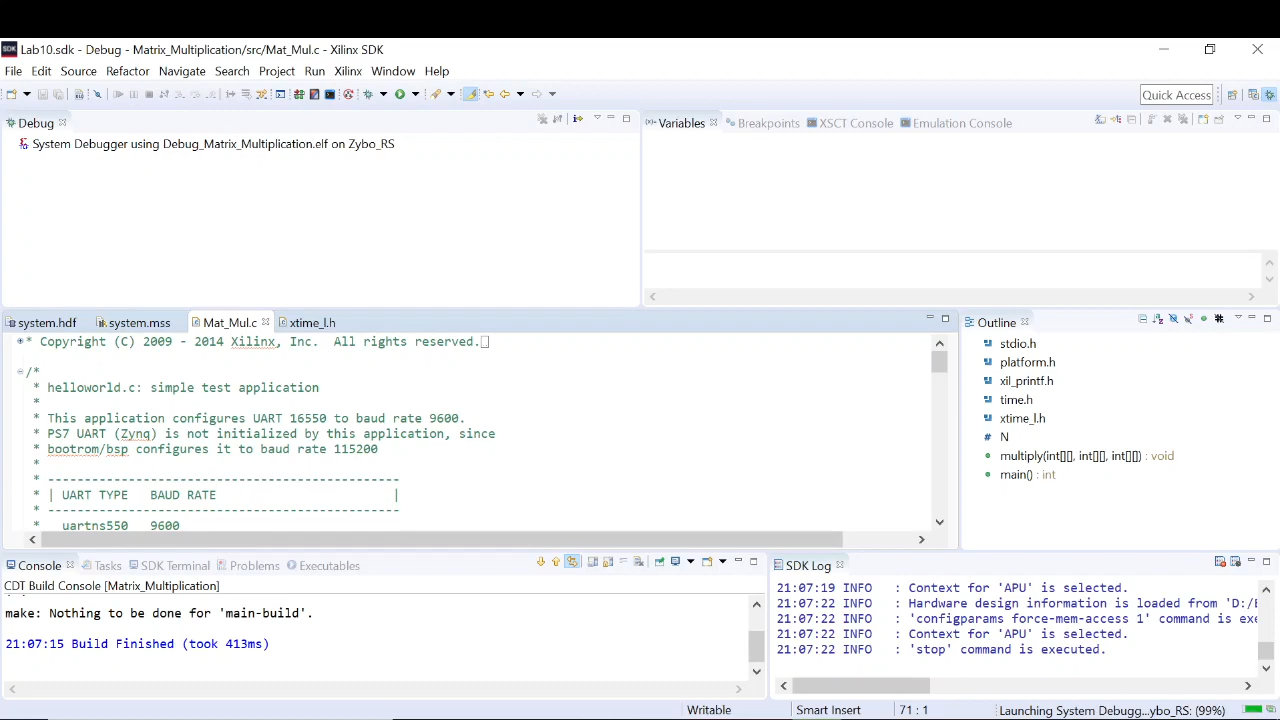 SDK Lab10.sdk - Debug - Matrix_Multiplication/src/Mat_Mul.c - Xilinx SDK
File Edit Source Refactor Navigate Search Project Run Xilinx Window Help
Quick Access
Debug
System Debugger using Debug_Matrix_Multiplication.elf on Zybo_RS
Variables Breakpoints XSCT Console Emulation Console
system.hdf system.mss Mat_Mul.c xtime_l.h
* Copyright (C) 2009 - 2014 Xilinx, Inc.  All rights reserved.
/*
* helloworld.c: simple test application
*
* This application configures UART 16550 to baud rate 9600.
* PS7 UART (Zynq) is not initialized by this application, since
* bootrom/bsp configures it to baud rate 115200
*
* ------------------------------------------------
* | UART TYPE   BAUD RATE                        |
* ------------------------------------------------
*   uartns550   9600
Outline
stdio.h
platform.h
xil_printf.h
time.h
xtime_l.h
# N
multiply(int[][], int[][], int[][]) : void
main() : int
Console Tasks SDK Terminal Problems Executables
CDT Build Console [Matrix_Multiplication]
make: Nothing to be done for 'main-build'.
21:07:15 Build Finished (took 413ms)
SDK Log
21:07:19 INFO : Context for 'APU' is selected.
21:07:22 INFO : Hardware design information is loaded from 'D:/
21:07:22 INFO : 'configparams force-mem-access 1' command is exe
21:07:22 INFO : Context for 'APU' is selected.
21:07:22 INFO : 'stop' command is executed.
Writable Smart Insert 71 : 1 Launching System Debugg...ybo_RS: (99%)